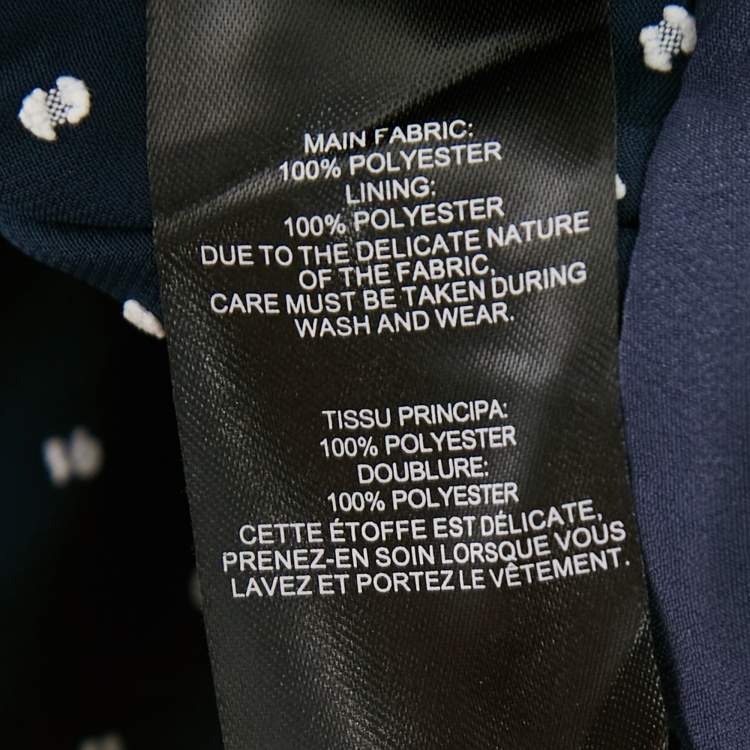 MAIN FABRIC:
100% POLYESTER
LINING:
100% POLYESTER
DUE TO THE DELICATE NATURE
OF THE FABRIC,
CARE MUST BE TAKEN DURING
WASH AND WEAR.
TISSU PRINCIPA:
100% POLYESTER
DOUBLURE:
100% POLYESTER
CETTE ÉTOFFE EST DÉLICATE,
PRENEZ-EN SOIN LORSQUE VOUS
LAVEZ ET PORTEZ LE VÊTEMENT.